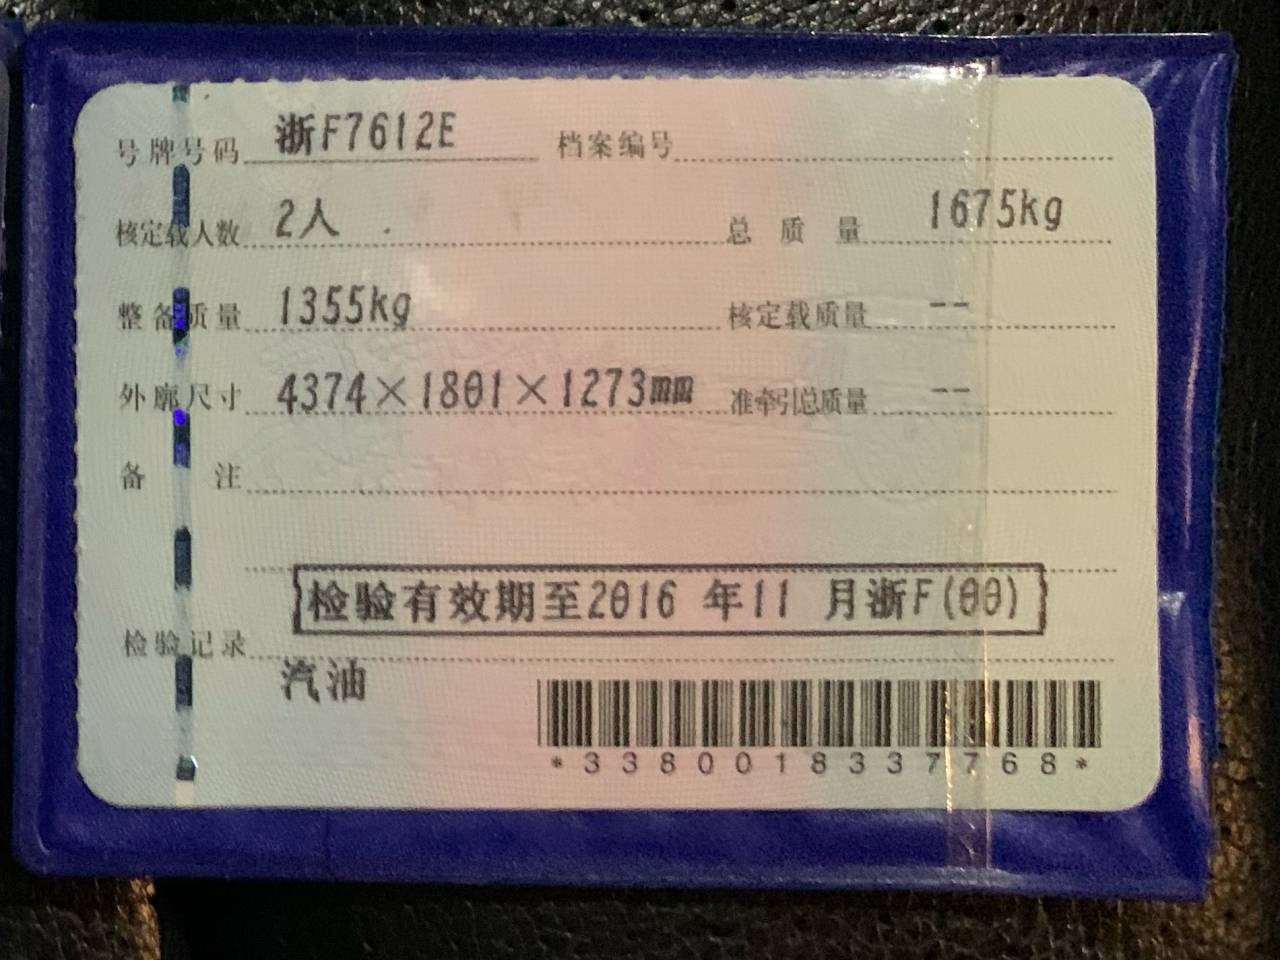 号牌号码 浙F7612E 档案编号
核定载人数 2人 总质量 1675kg
整备质量 1355kg 核定载质量 --
外廓尺寸 4374×1801×1273mm 准牵引总质量 --
备注
检验有效期至2016 年11 月浙F(00)
检验记录
汽油
*3380018337768*